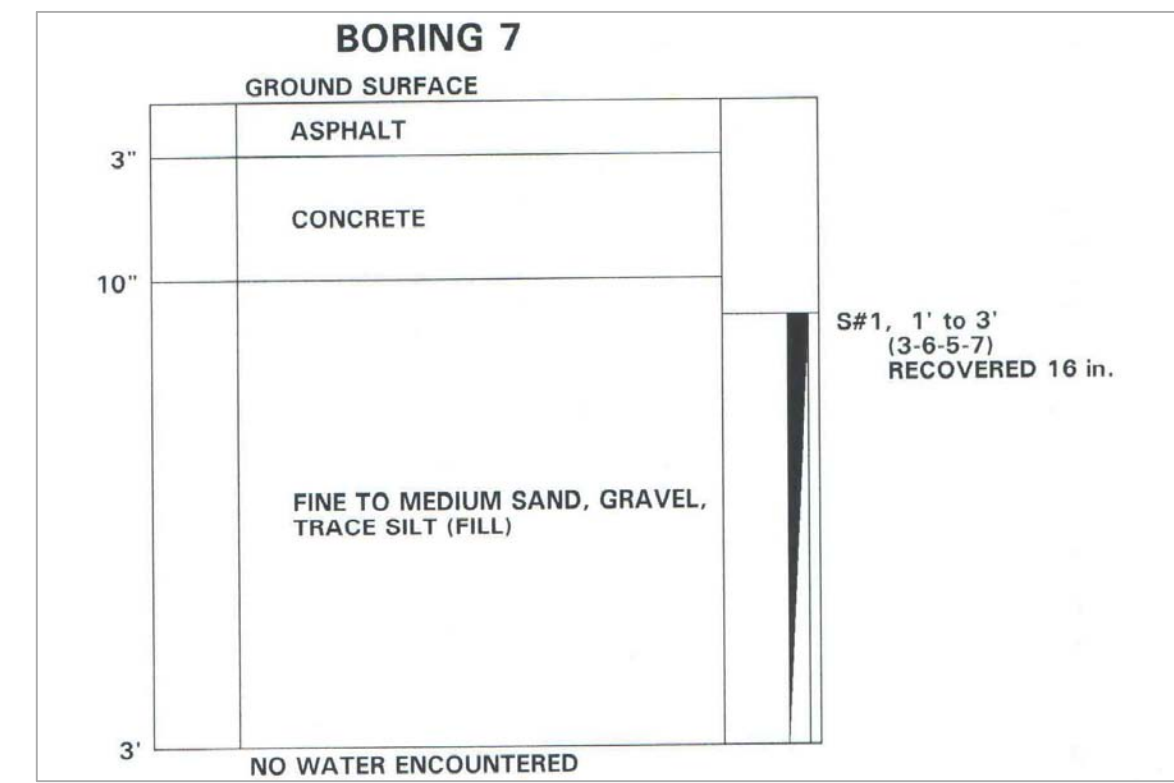 BORING 7
GROUND SURFACE
ASPHALT
3"
CONCRETE
10"
S#1, 1' to 3'
(3-6-5-7)
RECOVERED 16 in.
FINE TO MEDIUM SAND, GRAVEL,
TRACE SILT (FILL)
3'
NO WATER ENCOUNTERED